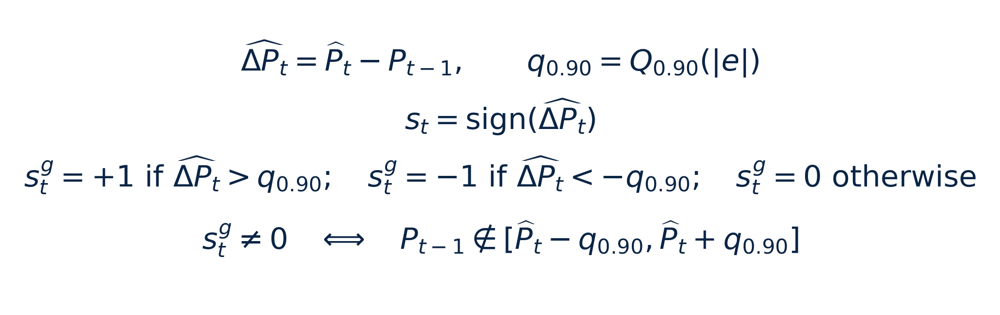 $\widehat{\Delta P}_t = \widehat{P}_t - P_{t-1}, \qquad q_{0.90} = Q_{0.90}(|e|)$
$s_t = \mathrm{sign}(\widehat{\Delta P}_t)$
$s_t^g = +1 \text{ if } \widehat{\Delta P}_t > q_{0.90}; \quad s_t^g = -1 \text{ if } \widehat{\Delta P}_t < -q_{0.90}; \quad s_t^g = 0 \text{ otherwise}$
$s_t^g \neq 0 \quad \Longleftrightarrow \quad P_{t-1} \notin [\widehat{P}_t - q_{0.90}, \widehat{P}_t + q_{0.90}]$